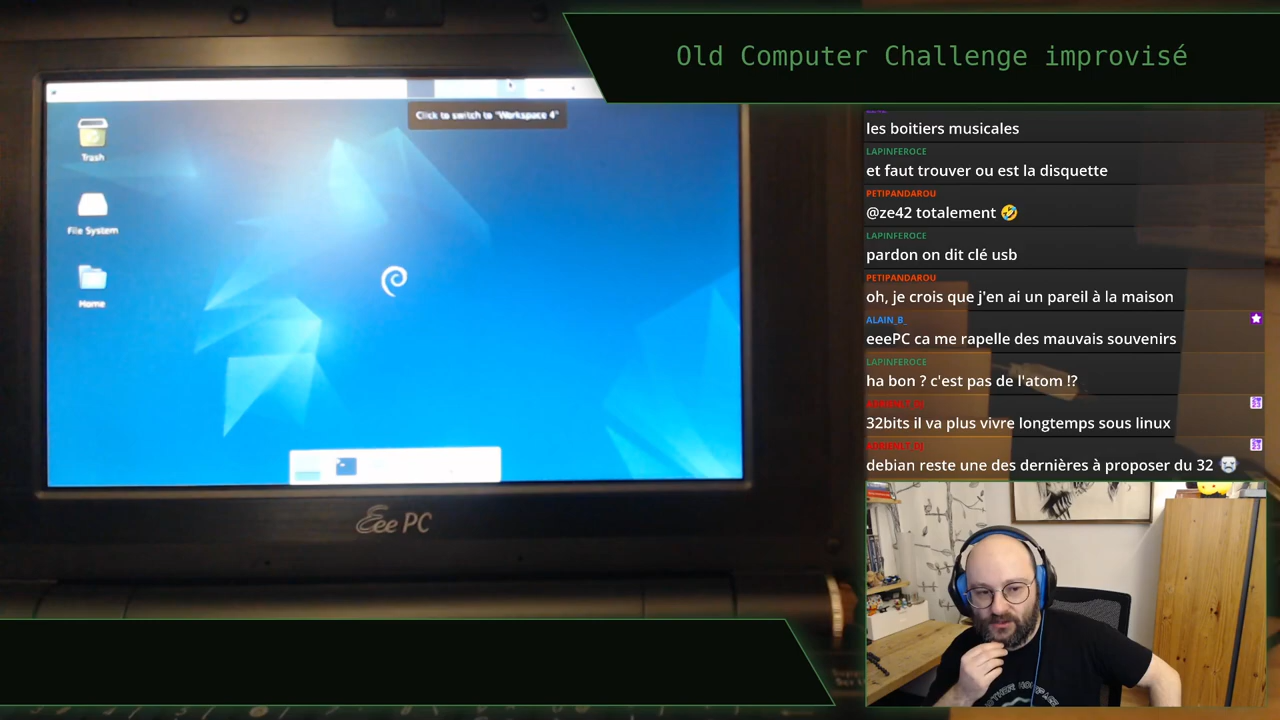 Old Computer Challenge improvisé
Click to switch to "Workspace 4"
Trash
File System
Home
Eee PC
les boitiers musicales
LAPINFEROCE
et faut trouver ou est la disquette
PETIPANDAROU
@ze42 totalement 🤣
LAPINFEROCE
pardon on dit clé usb
PETIPANDAROU
oh, je crois que j'en ai un pareil à la maison
ALAIN_B_
eeePC ca me rapelle des mauvais souvenirs
LAPINFEROCE
ha bon ? c'est pas de l'atom !?
32bits il va plus vivre longtemps sous linux
debian reste une des dernières à proposer du 32